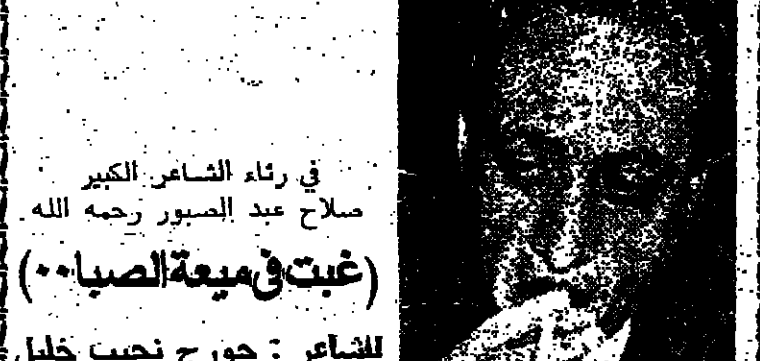 في رثاء الشاعر الكبير
صلاح عبد الصبور رحمه الله
(غبت في ميعة الصبا..)
للشاعر : جورج نجيب خليل